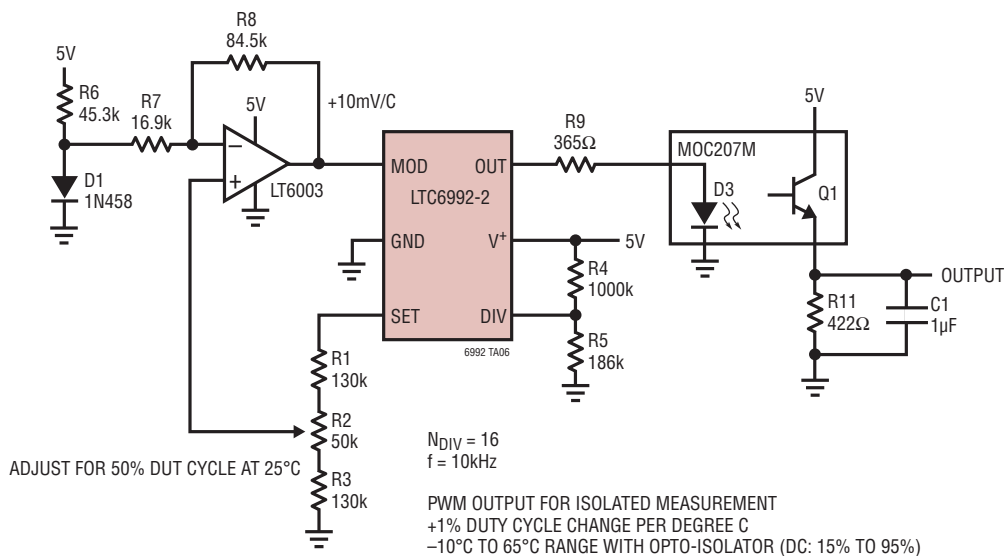 R8
84.5k
5V
R6
45.3k
R7
16.9k
5V
+10mV/C
–
+
LT6003
D1
1N458
MOD
OUT
LTC6992-2
GND
V+
SET
DIV
6992 TA06
R9
365Ω
5V
MOC207M
D3
Q1
5V
R4
1000k
R5
186k
OUTPUT
R11
422Ω
C1
1µF
R1
130k
R2
50k
R3
130k
ADJUST FOR 50% DUT CYCLE AT 25°C
NDIV = 16
f = 10kHz
PWM OUTPUT FOR ISOLATED MEASUREMENT
+1% DUTY CYCLE CHANGE PER DEGREE C
–10°C TO 65°C RANGE WITH OPTO-ISOLATOR (DC: 15% TO 95%)